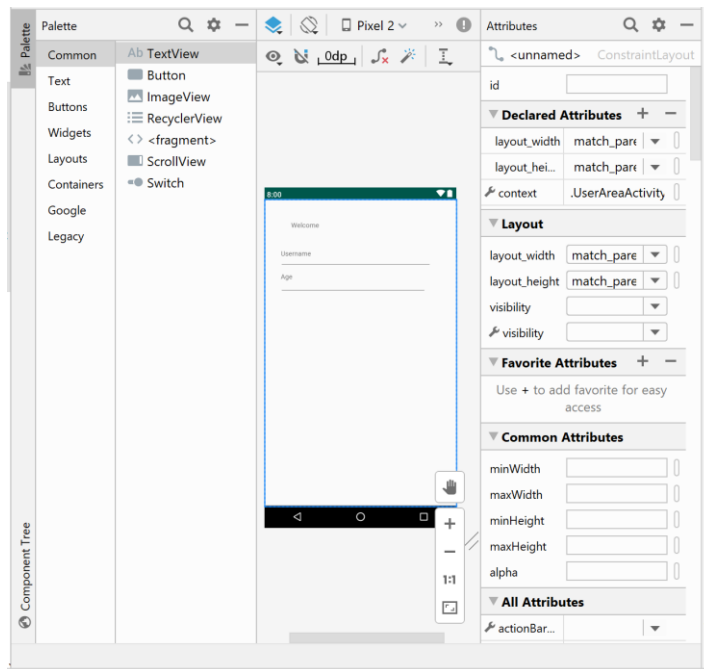 Palette
Component Tree
Palette
Common
Text
Buttons
Widgets
Layouts
Containers
Google
Legacy
Ab TextView
Button
ImageView
RecyclerView
<> <fragment>
ScrollView
Switch
Pixel 2
0dp
8:00
Welcome
Username
Age
1:1
Attributes
<unnamed> ConstraintLayout
id
Declared Attributes
layout_width match_pare
layout_hei... match_pare
context .UserAreaActivity
Layout
layout_width match_pare
layout_height match_pare
visibility
visibility
Favorite Attributes
Use + to add favorite for easy
access
Common Attributes
minWidth
maxWidth
minHeight
maxHeight
alpha
All Attributes
actionBar...